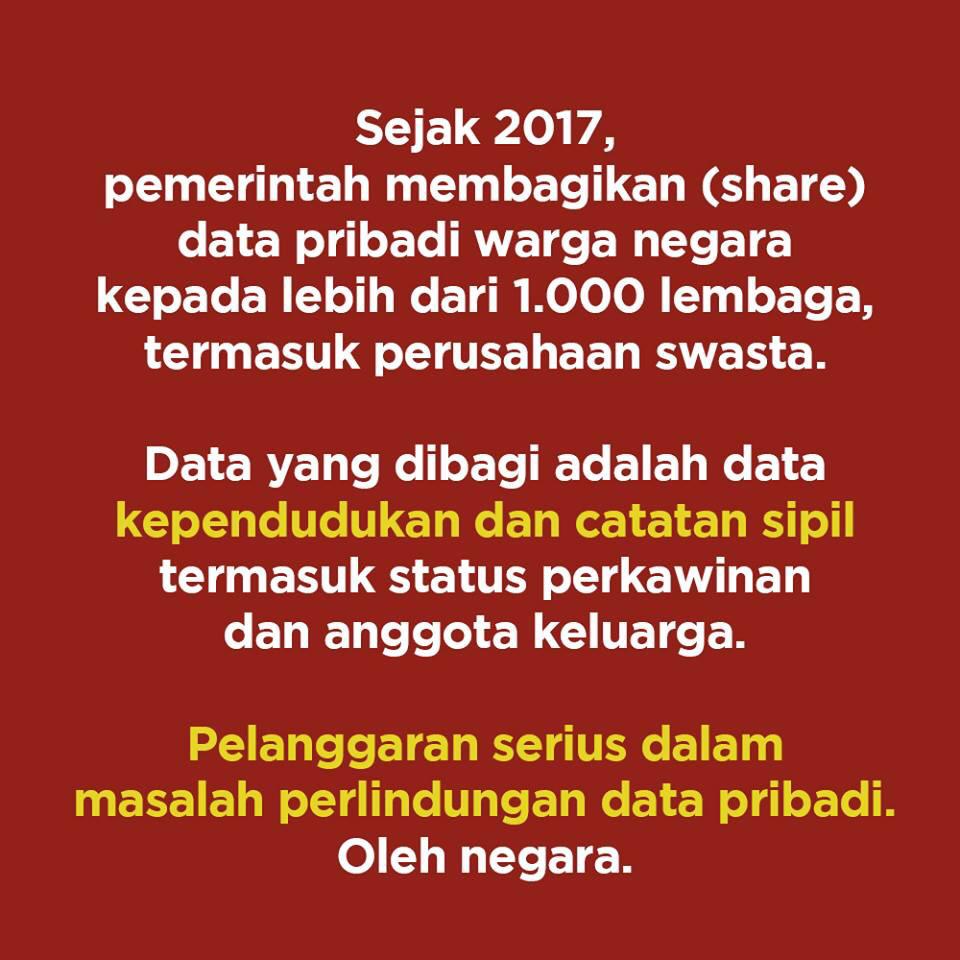 Sejak 2017,
pemerintah membagikan (share)
data pribadi warga negara
kepada lebih dari 1.000 lembaga,
termasuk perusahaan swasta.
Data yang dibagi adalah data
kependudukan dan catatan sipil
termasuk status perkawinan
dan anggota keluarga.
Pelanggaran serius dalam
masalah perlindungan data pribadi.
Oleh negara.